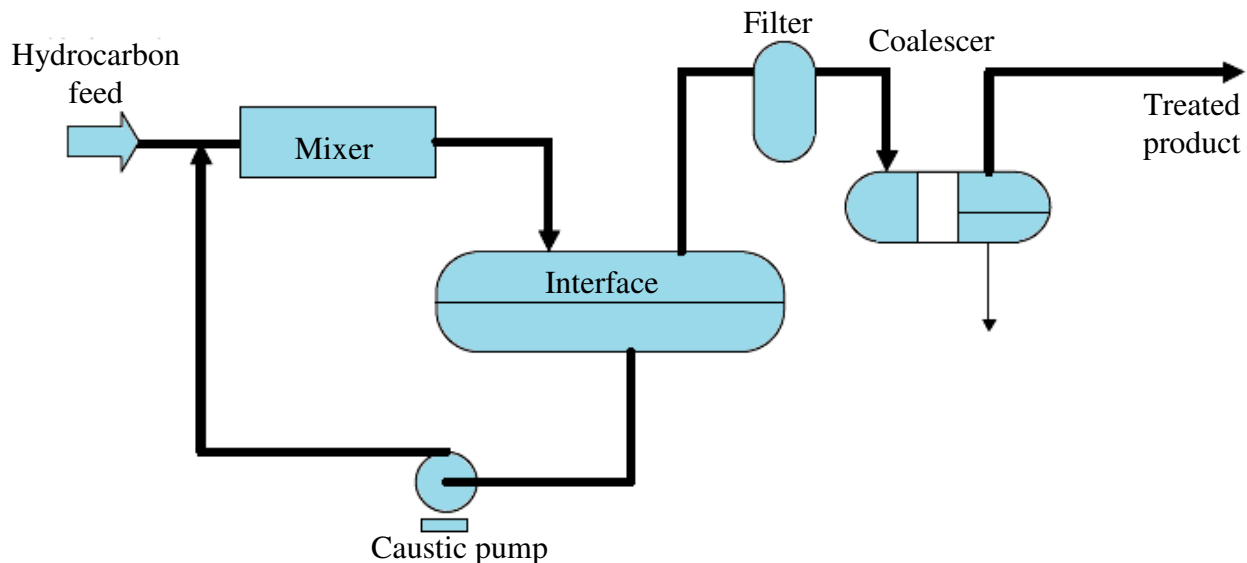 Hydrocarbon
feed
Mixer
Interface
Caustic pump
Filter
Coalescer
Treated
product